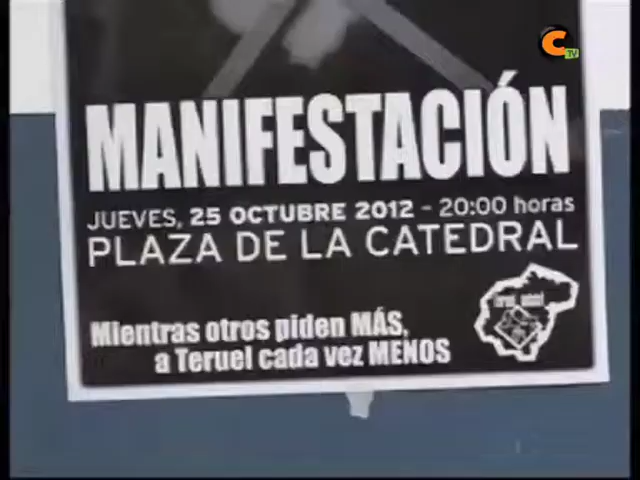 C TV
MANIFESTACIÓN
JUEVES, 25 OCTUBRE 2012 - 20:00 horas
PLAZA DE LA CATEDRAL
Mientras otros piden MÁS,
a Teruel cada vez MENOS